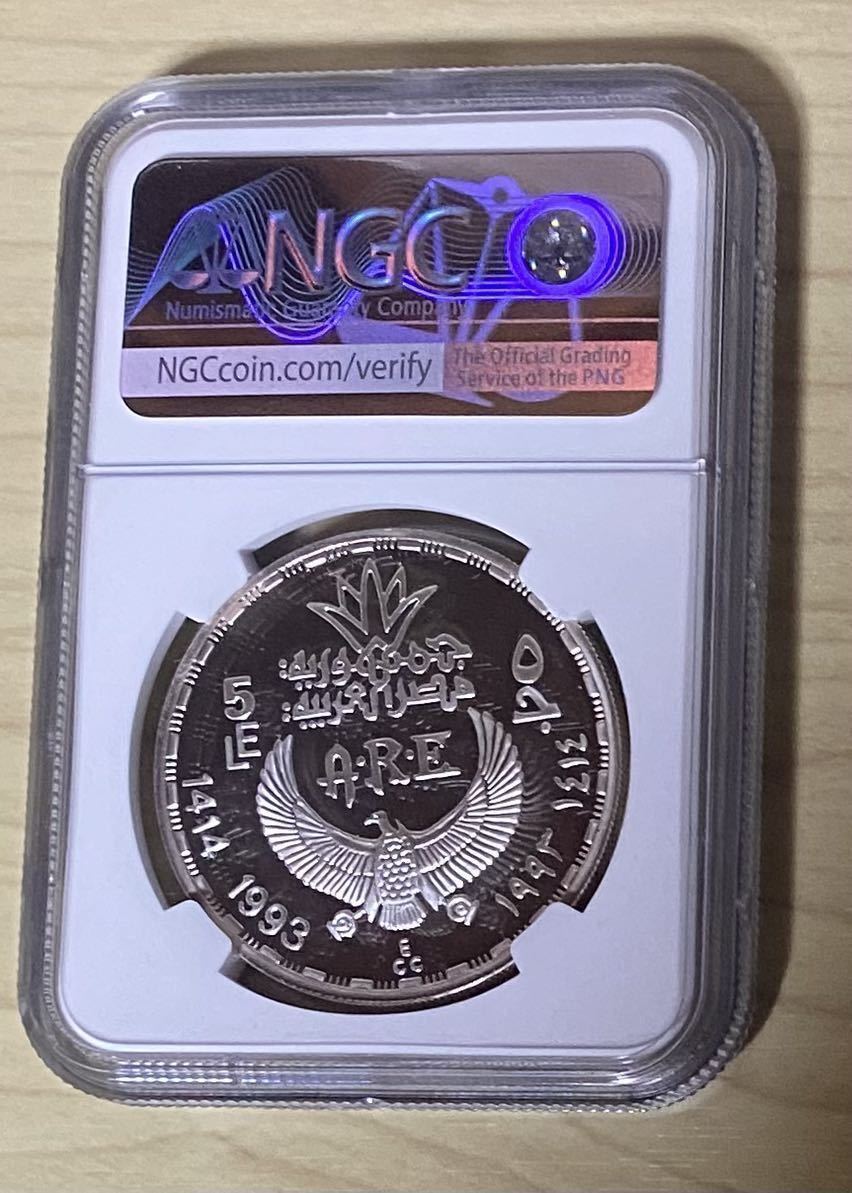 NGC
Numismatic Guaranty Company
NGCcoin.com/verify
The Official Grading
Service of the PNG
جمهورية
مصر العربية
A·R·E
5
£E
٥
ج.
1414 1993
١٤١٤
١٩٩٣
E
CC